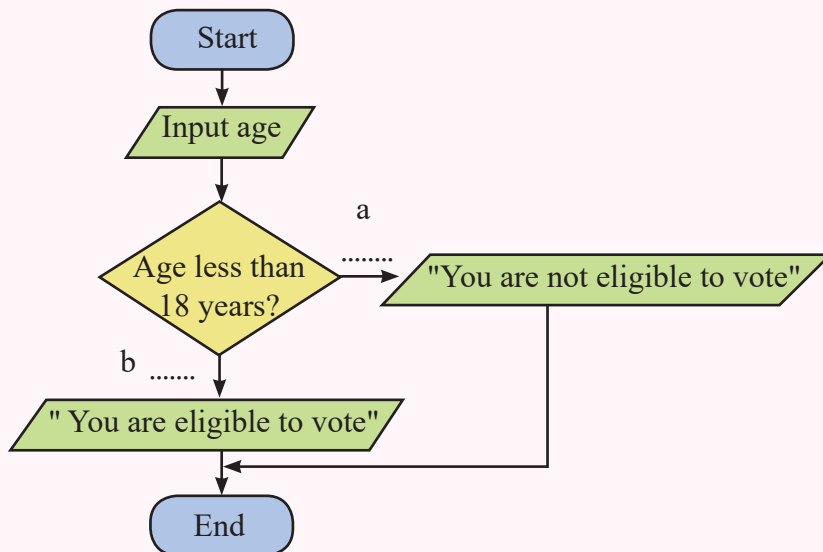 Start
Input age
a
........
Age less than
18 years?
"You are not eligible to vote"
b .......
" You are eligible to vote"
End